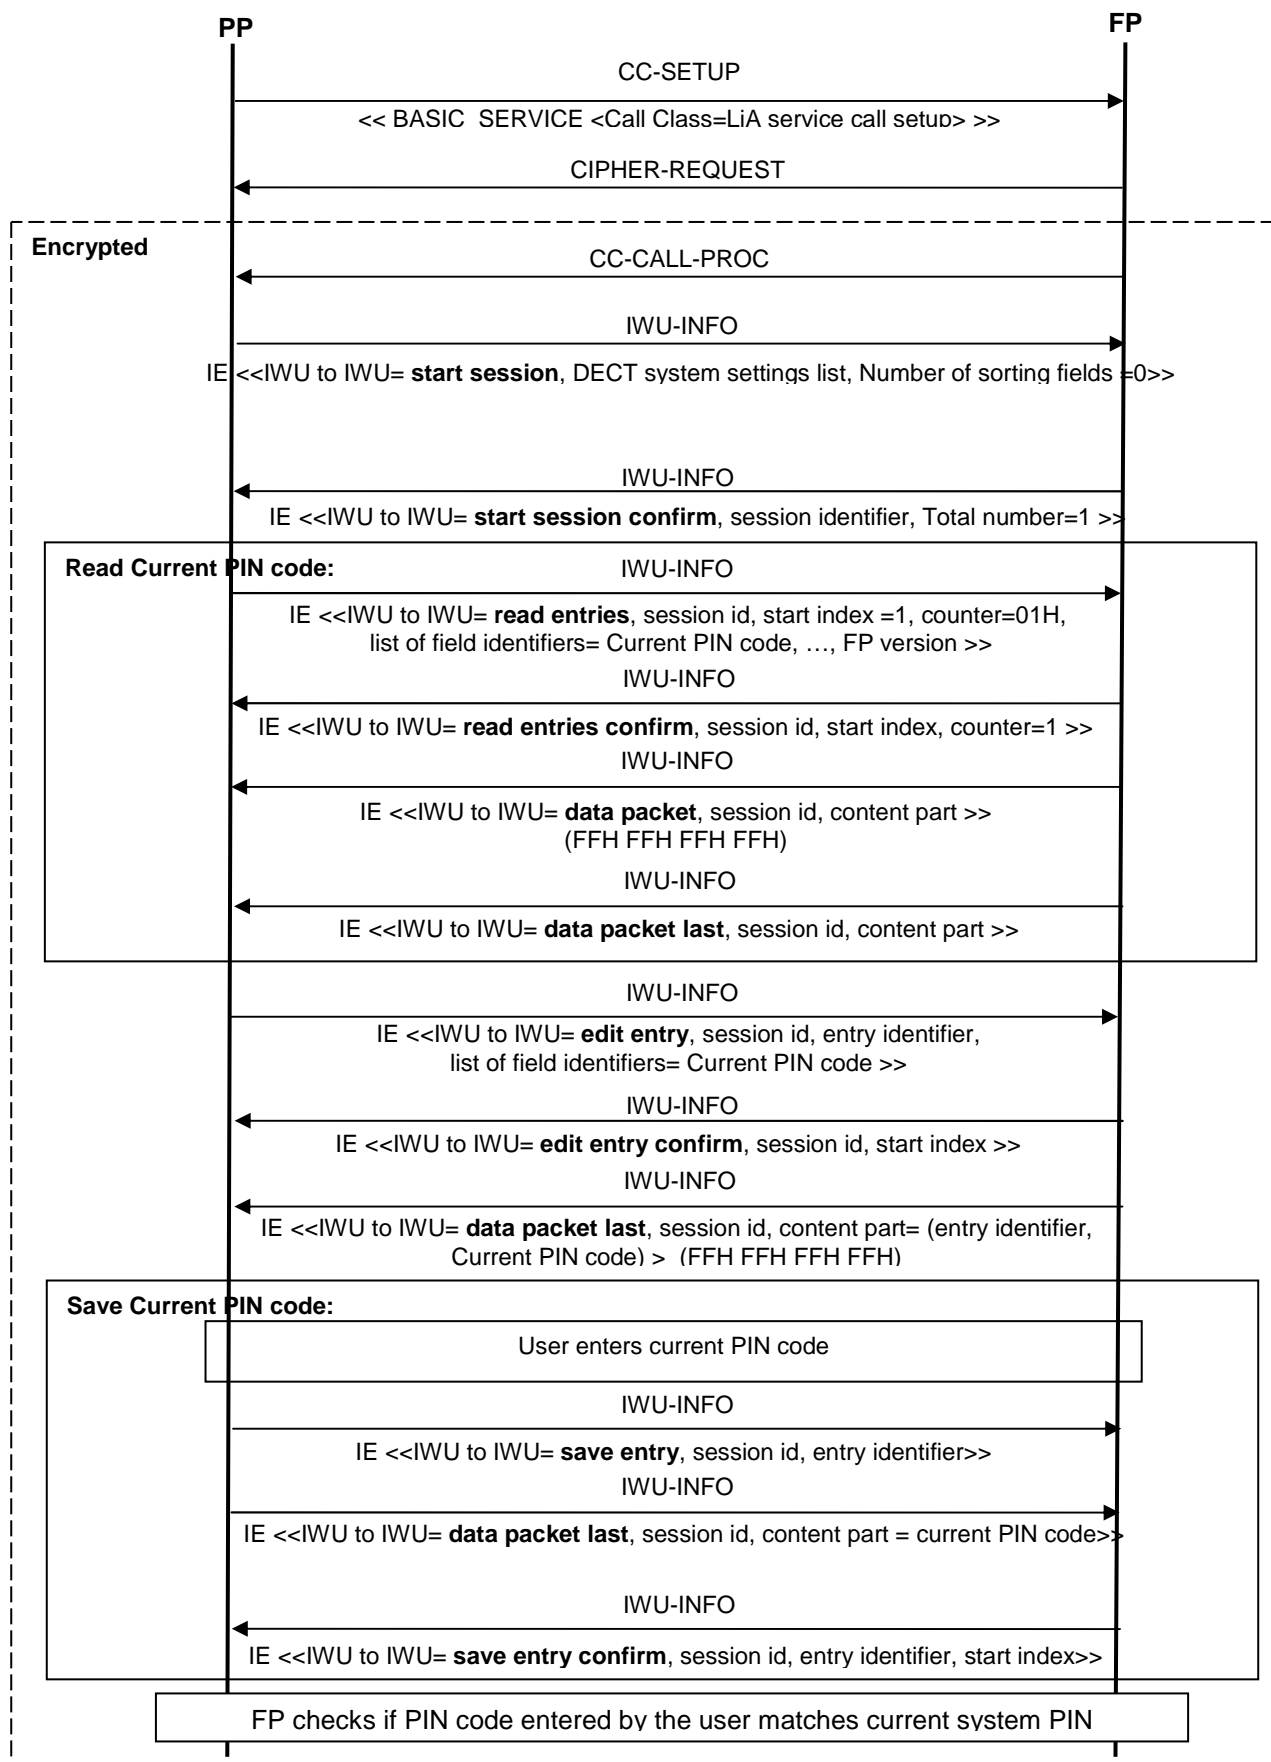 PP
FP
CC-SETUP
<< BASIC_SERVICE <Call Class=LiA service call setup> >>
CIPHER-REQUEST
Encrypted
CC-CALL-PROC
IWU-INFO
IE <<IWU to IWU= start session, DECT system settings list, Number of sorting fields =0>>
IWU-INFO
IE <<IWU to IWU= start session confirm, session identifier, Total number=1 >>
Read Current PIN code:
IWU-INFO
IE <<IWU to IWU= read entries, session id, start index =1, counter=01H,
list of field identifiers= Current PIN code, …, FP version >>
IWU-INFO
IE <<IWU to IWU= read entries confirm, session id, start index, counter=1 >>
IWU-INFO
IE <<IWU to IWU= data packet, session id, content part >>
(FFH FFH FFH FFH)
IWU-INFO
IE <<IWU to IWU= data packet last, session id, content part >>
IWU-INFO
IE <<IWU to IWU= edit entry, session id, entry identifier,
list of field identifiers= Current PIN code >>
IWU-INFO
IE <<IWU to IWU= edit entry confirm, session id, start index >>
IWU-INFO
IE <<IWU to IWU= data packet last, session id, content part= (entry identifier,
Current PIN code) >  (FFH FFH FFH FFH)
Save Current PIN code:
User enters current PIN code
IWU-INFO
IE <<IWU to IWU= save entry, session id, entry identifier>>
IWU-INFO
IE <<IWU to IWU= data packet last, session id, content part = current PIN code>>
IWU-INFO
IE <<IWU to IWU= save entry confirm, session id, entry identifier, start index>>
FP checks if PIN code entered by the user matches current system PIN